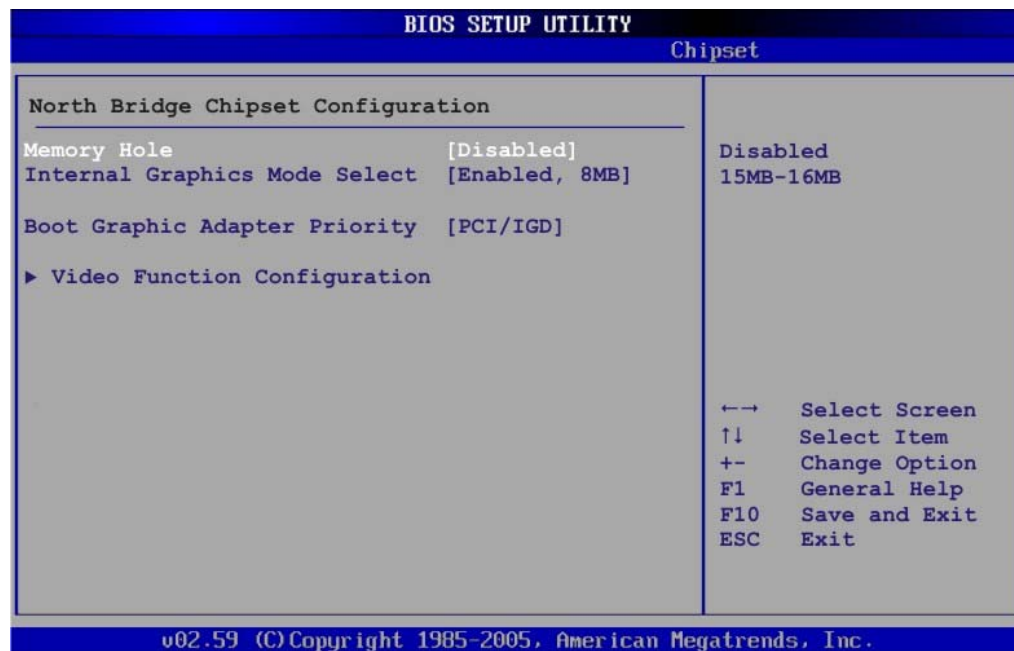 BIOS SETUP UTILITY
Chipset
North Bridge Chipset Configuration
Memory Hole [Disabled]
Internal Graphics Mode Select [Enabled, 8MB]
Boot Graphic Adapter Priority [PCI/IGD]
▶ Video Function Configuration
Disabled
15MB-16MB
←→ Select Screen
↑↓ Select Item
+- Change Option
F1 General Help
F10 Save and Exit
ESC Exit
v02.59 (C)Copyright 1985-2005, American Megatrends, Inc.